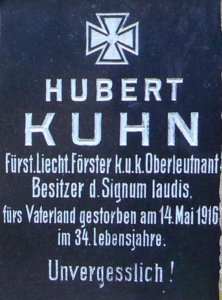 HUBERT
KUHN
Fürst.Liecht.Förster k.u.k.Oberleutnant
Besitzer d. Signum laudis,
fürs Vaterland gestorben am 14. Mai 1916
im 34. Lebensjahre.
Unvergesslich!